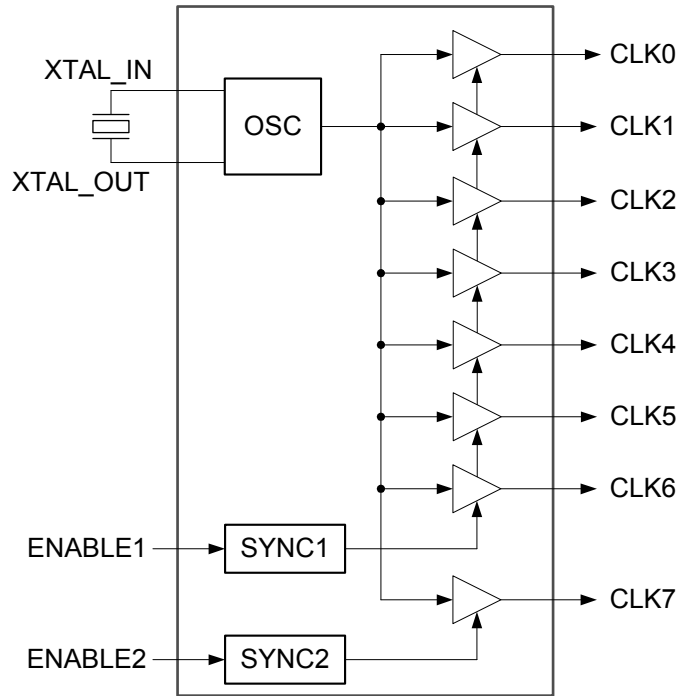 XTAL_IN
OSC
XTAL_OUT
CLK0
CLK1
CLK2
CLK3
CLK4
CLK5
CLK6
ENABLE1
SYNC1
CLK7
ENABLE2
SYNC2